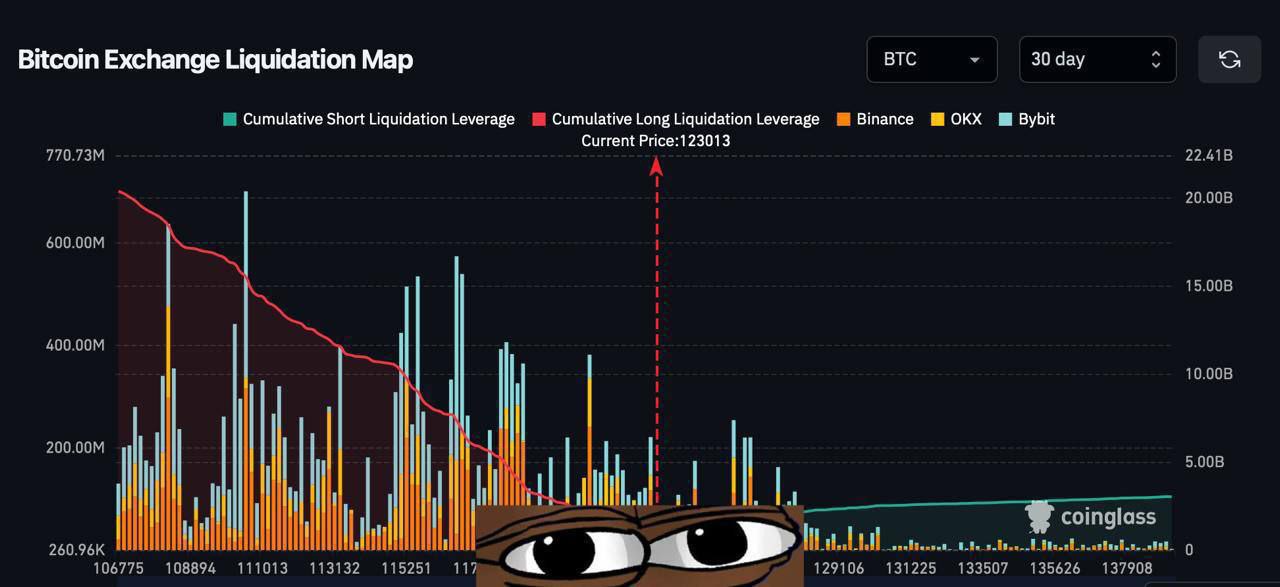 Bitcoin Exchange Liquidation Map
BTC
30 day
Cumulative Short Liquidation Leverage
Cumulative Long Liquidation Leverage
Binance
OKX
Bybit
Current Price:123013
770.73M
22.41B
20.00B
600.00M
15.00B
400.00M
10.00B
200.00M
5.00B
coinglass
260.96K
0
106775 108894 111013 113132 115251 117 129106 131225 133507 135626 137908